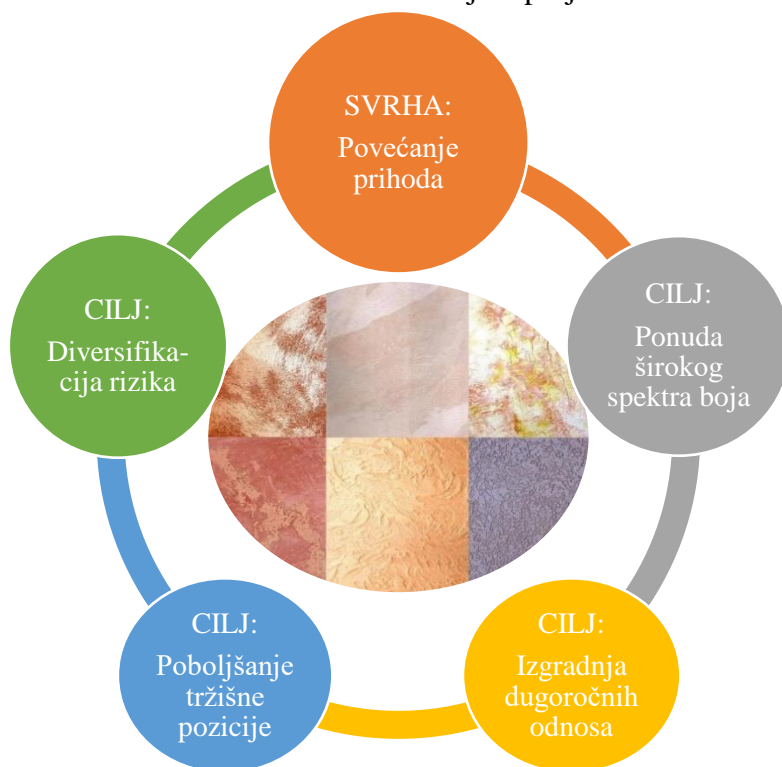 SVRHA:
Povećanje
prihoda
CILJ:
Ponuda
širokog
spektra boja
CILJ:
Izgradnja
dugoročnih
odnosa
CILJ:
Poboljšanje
tržišne
pozicije
CILJ:
Diversifika-
cija rizika